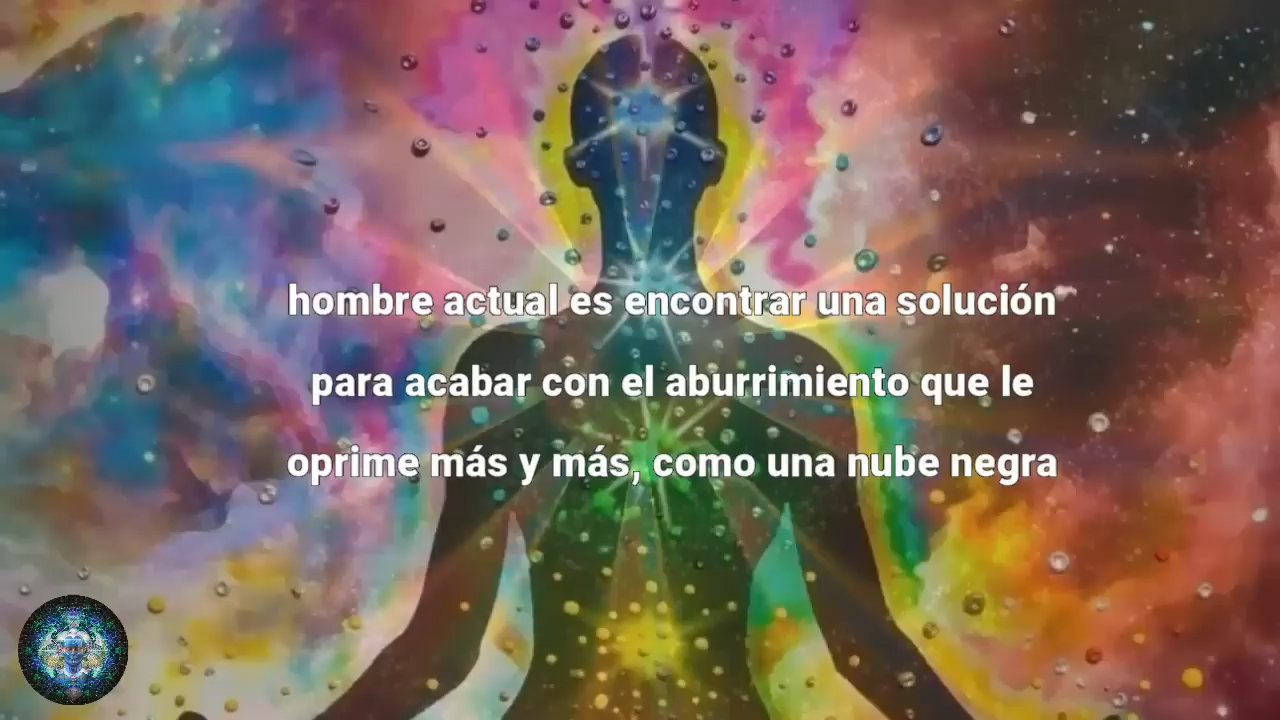 hombre actual es encontrar una solución
para acabar con el aburrimiento que le
oprime más y más, como una nube negra